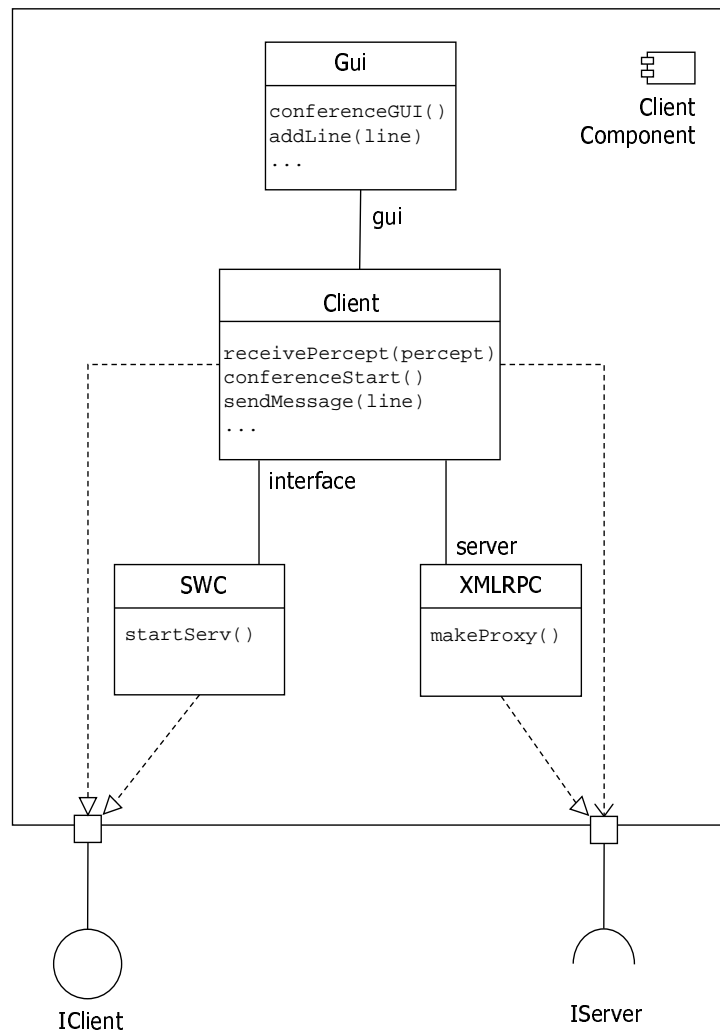 Gui
conferenceGUI()
addLine(line)
...
Client
Component
gui
Client
receivePercept(percept)
conferenceStart()
sendMessage(line)
...
interface
server
SWC
startServ()
XMLRPC
makeProxy()
IClient
IServer